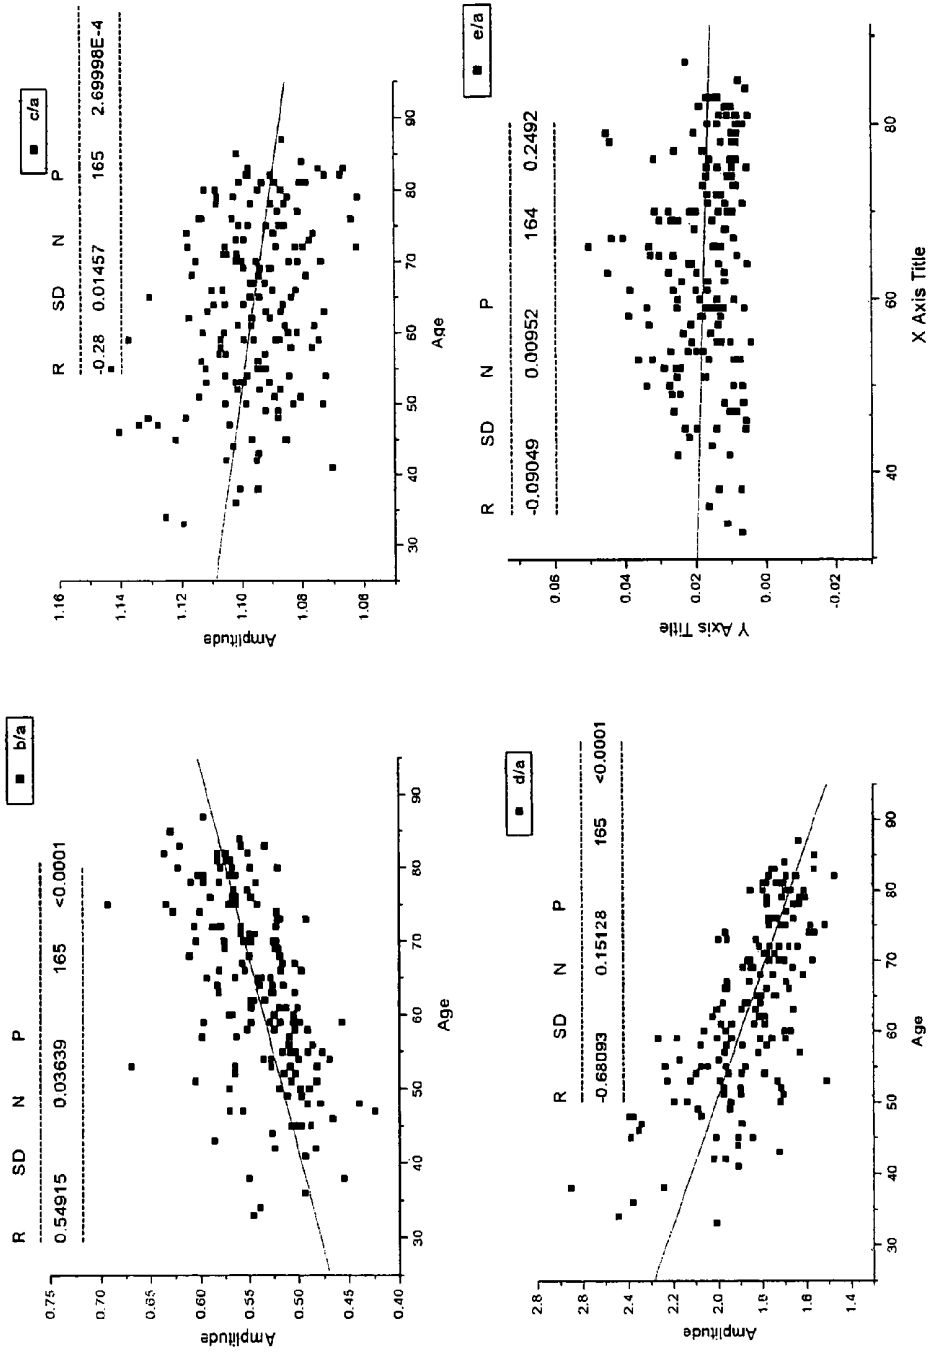 b/a
R SD N P
0.54915 0.03639 165 <0.0001
0.75
0.70
0.65
0.60
0.55
0.50
0.45
0.40
Amplitude
30 40 50 60 70 80 90
Age
c/a
R SD N P
-0.28 0.01457 165 2.69998E-4
1.16
1.14
1.12
1.10
1.08
1.06
Amplitude
30 40 50 60 70 80 90
Age
d/a
R SD N P
-0.68093 0.15128 165 <0.0001
2.8
2.6
2.4
2.2
2.0
1.8
1.6
1.4
Amplitude
30 40 50 60 70 80 90
Age
e/a
R SD N P
-0.09049 0.00952 164 0.2492
0.06
0.04
0.02
0.00
-0.02
Y Axis Title
40 60 80
X Axis Title